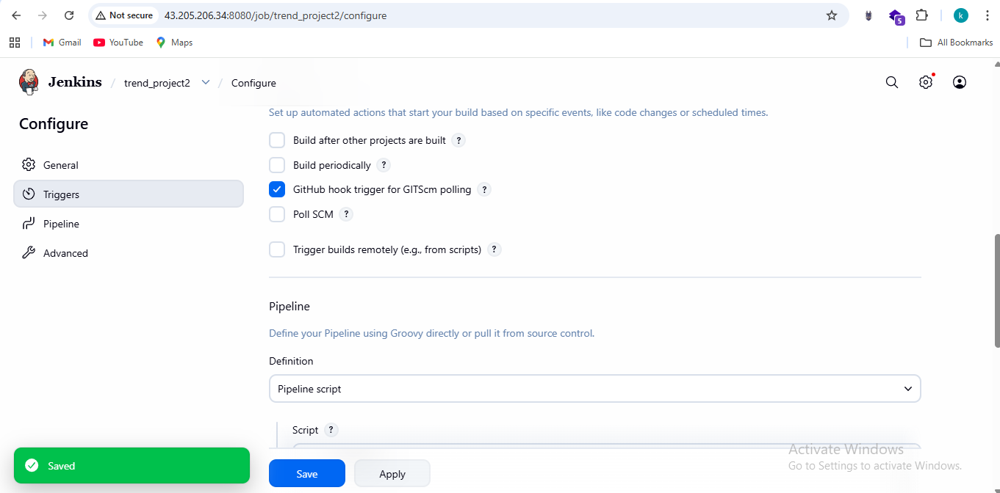 Not secure 43.205.206.34:8080/job/trend_project2/configure
5
k
Gmail YouTube Maps All Bookmarks
Jenkins / trend_project2 / Configure
Configure
General
Triggers
Pipeline
Advanced
Set up automated actions that start your build based on specific events, like code changes or scheduled times.
Build after other projects are built ?
Build periodically ?
GitHub hook trigger for GITScm polling ?
Poll SCM ?
Trigger builds remotely (e.g., from scripts) ?
Pipeline
Define your Pipeline using Groovy directly or pull it from source control.
Definition
Pipeline script
Script ?
Saved
Save Apply
Activate Windows
Go to Settings to activate Windows.